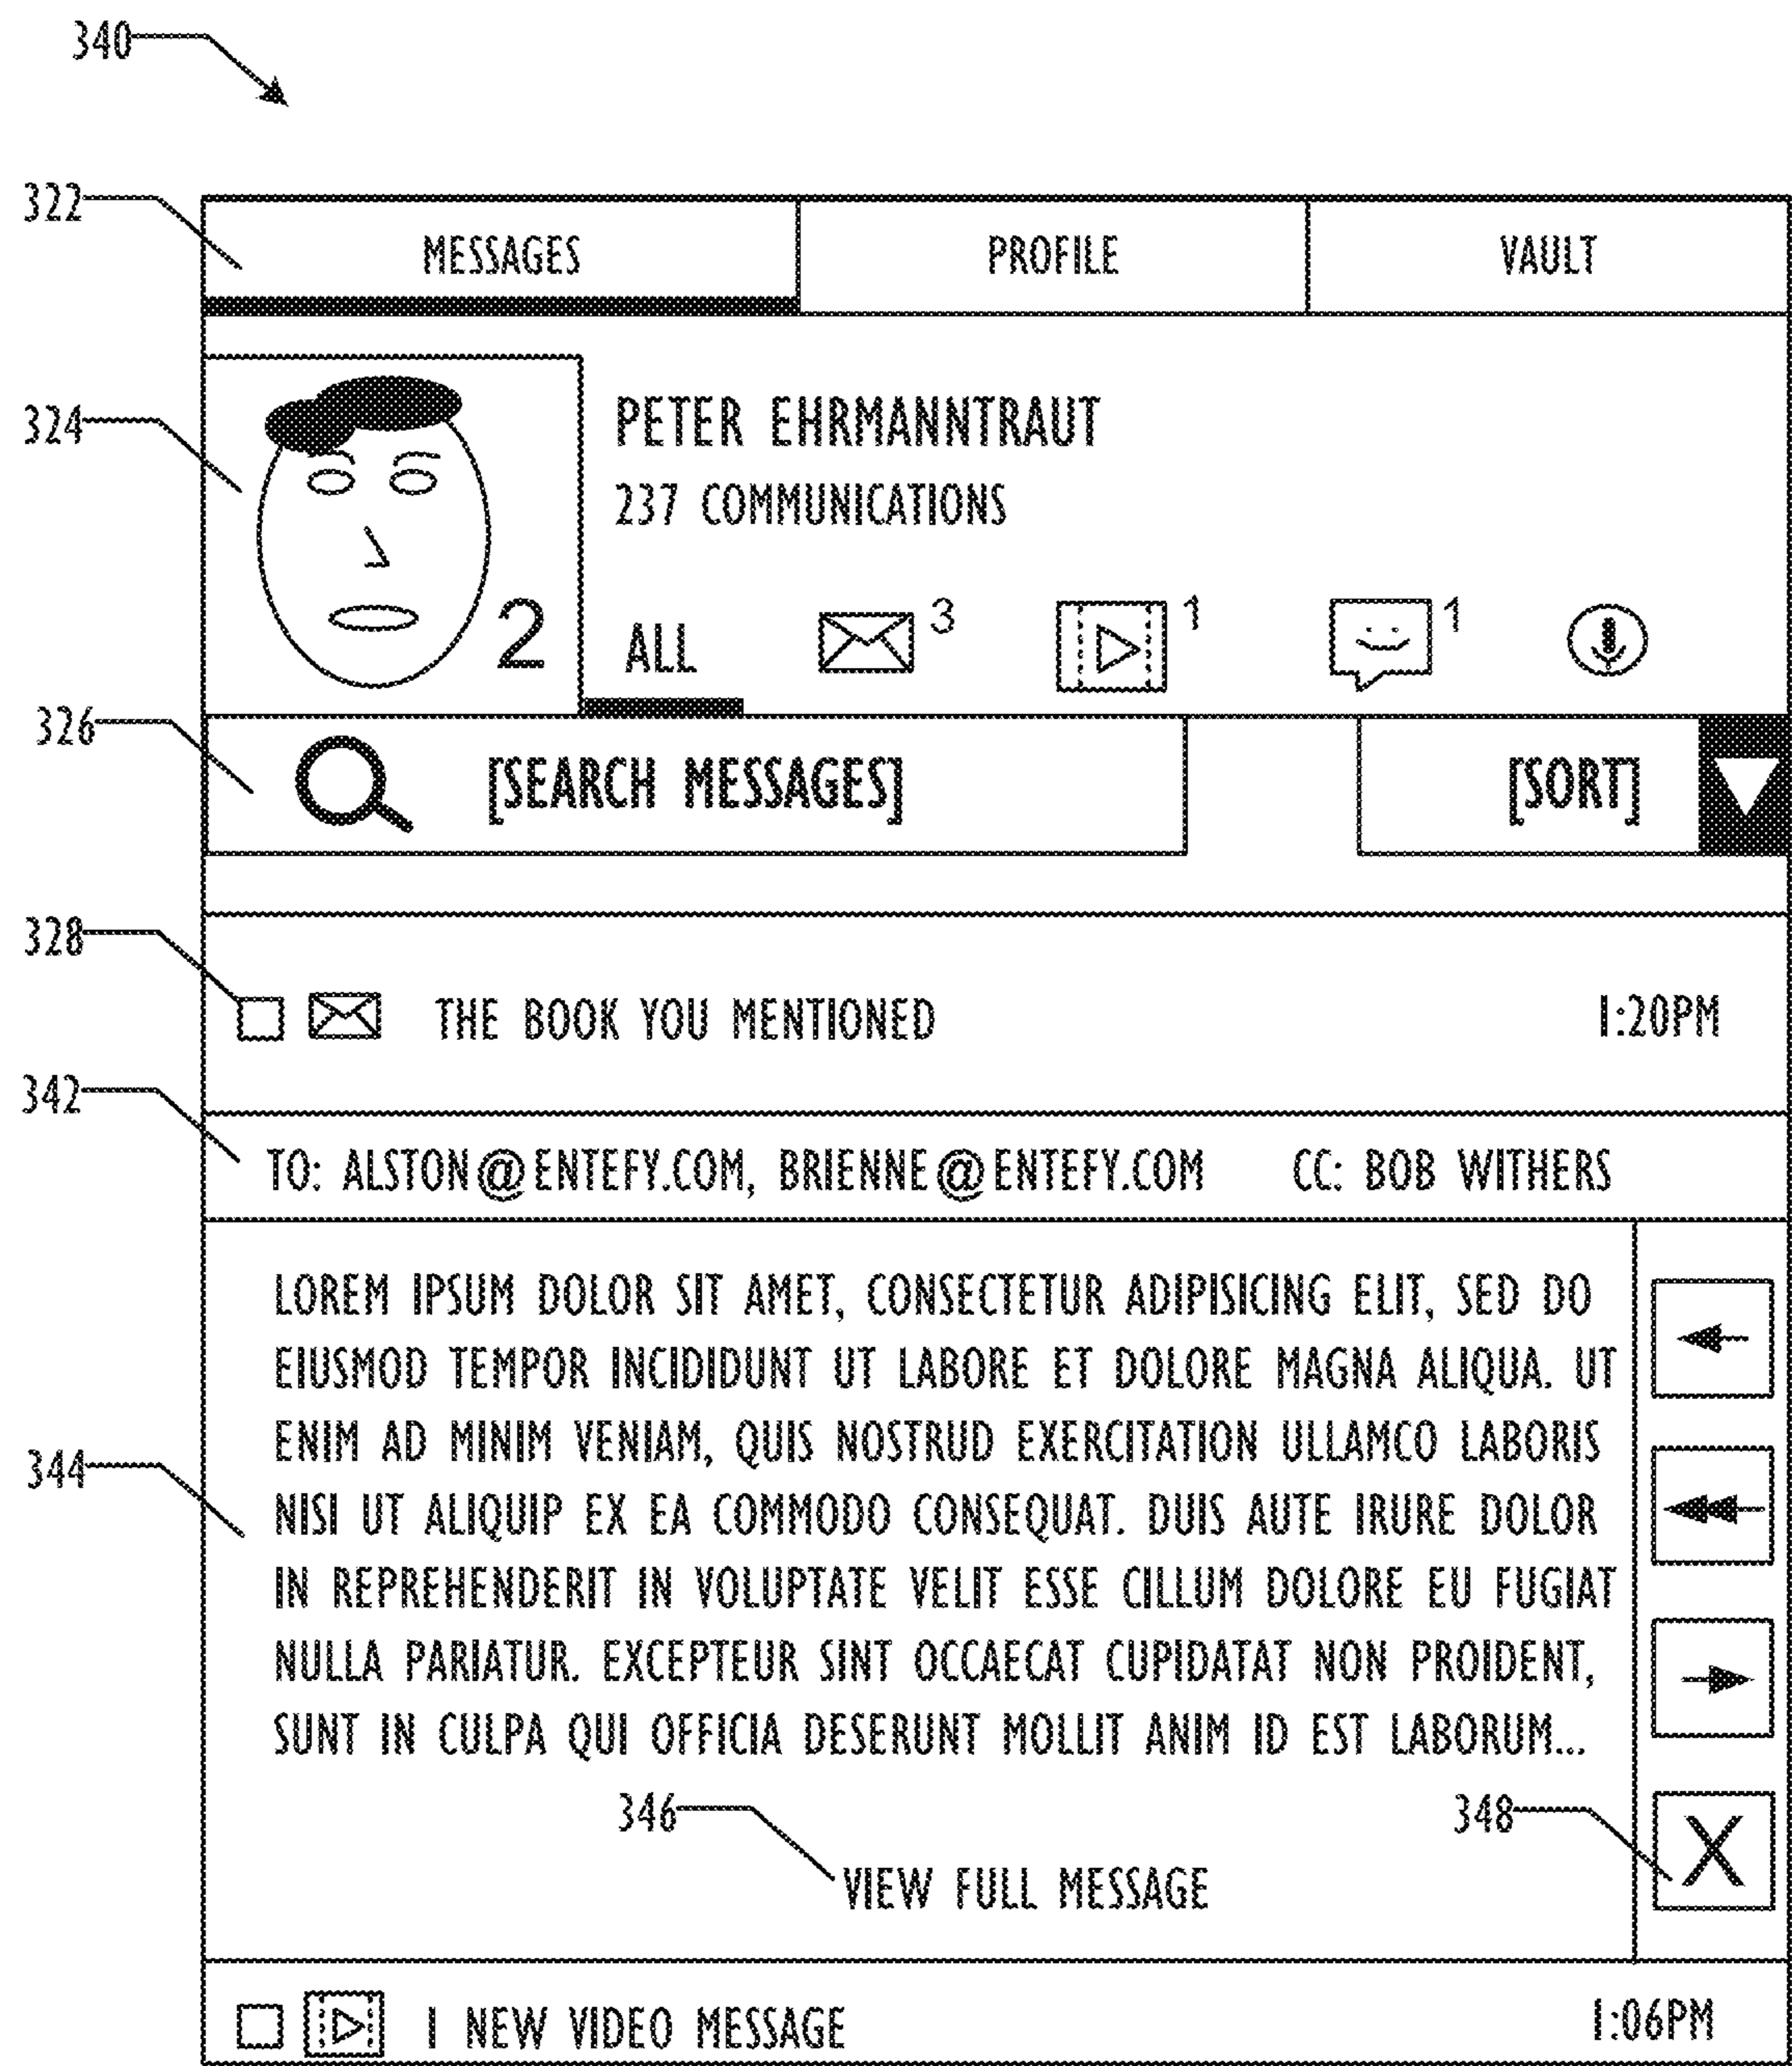 340
322
MESSAGES PROFILE VAULT
324
PETER EHRMANNTRAUT
237 COMMUNICATIONS
2 ALL 3 1 1
326
[SEARCH MESSAGES] [SORT]
328
THE BOOK YOU MENTIONED 1:20PM
342
TO: ALSTON@ENTEFY.COM, BRIENNE@ENTEFY.COM CC: BOB WITHERS
LOREM IPSUM DOLOR SIT AMET, CONSECTETUR ADIPISICING ELIT, SED DO
EIUSMOD TEMPOR INCIDIDUNT UT LABORE ET DOLORE MAGNA ALIQUA. UT
ENIM AD MINIM VENIAM, QUIS NOSTRUD EXERCITATION ULLAMCO LABORIS
344
NISI UT ALIQUIP EX EA COMMODO CONSEQUAT. DUIS AUTE IRURE DOLOR
IN REPREHENDERIT IN VOLUPTATE VELIT ESSE CILLUM DOLORE EU FUGIAT
NULLA PARIATUR. EXCEPTEUR SINT OCCAECAT CUPIDATAT NON PROIDENT,
SUNT IN CULPA QUI OFFICIA DESERUNT MOLLIT ANIM ID EST LABORUM...
346 348
X
VIEW FULL MESSAGE
1 NEW VIDEO MESSAGE 1:06PM